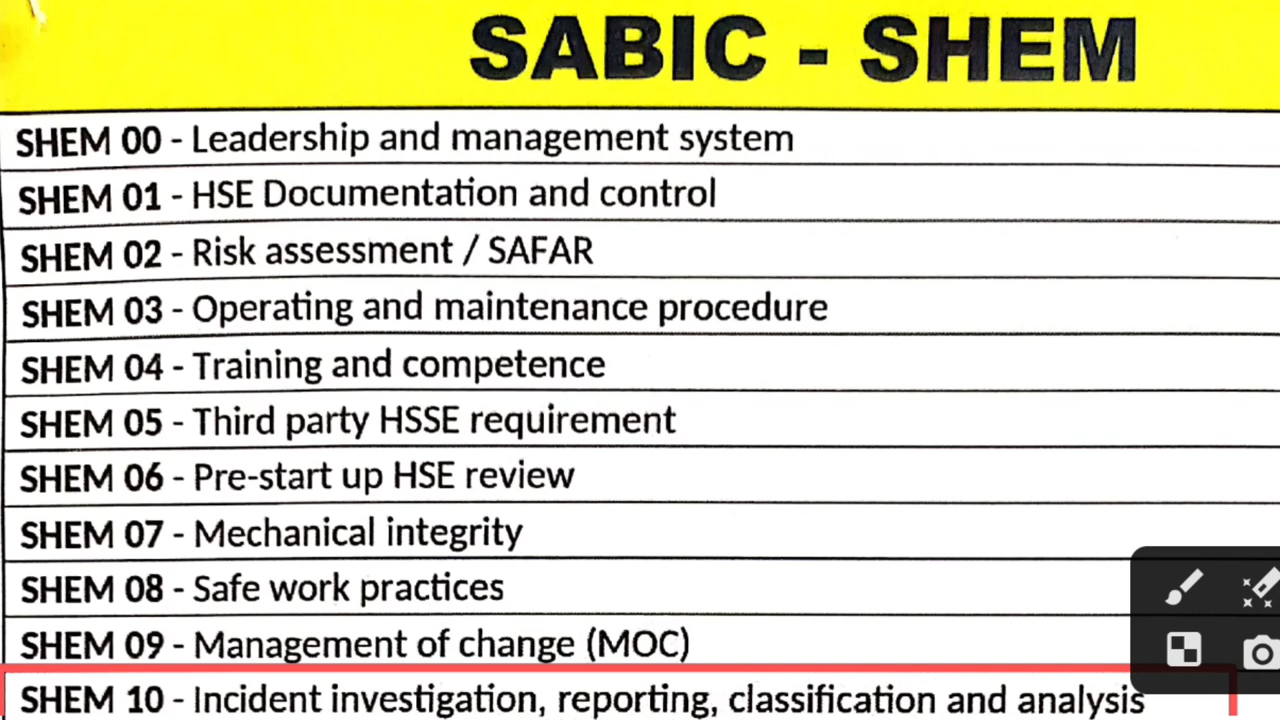 SABIC - SHEM
SHEM 00 - Leadership and management system
SHEM 01 - HSE Documentation and control
SHEM 02 - Risk assessment / SAFAR
SHEM 03 - Operating and maintenance procedure
SHEM 04 - Training and competence
SHEM 05 - Third party HSSE requirement
SHEM 06 - Pre-start up HSE review
SHEM 07 - Mechanical integrity
SHEM 08 - Safe work practices
SHEM 09 - Management of change (MOC)
SHEM 10 - Incident investigation, reporting, classification and analysis